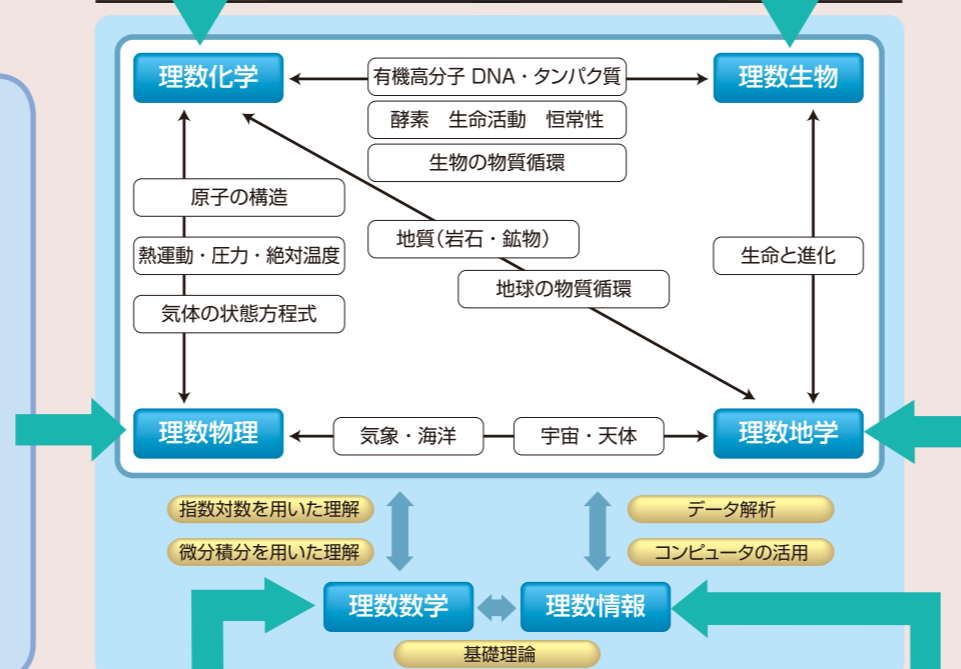 理数化学
有機高分子 DNA・タンパク質
理数生物
酵素 生命活動 恒常性
生物の物質循環
原子の構造
地質(岩石・鉱物)
熱運動・圧力・絶対温度
生命と進化
地球の物質循環
気体の状態方程式
理数物理
気象・海洋
宇宙・天体
理数地学
指数対数を用いた理解
データ解析
微分積分を用いた理解
コンピュータの活用
理数数学
理数情報
基礎理論